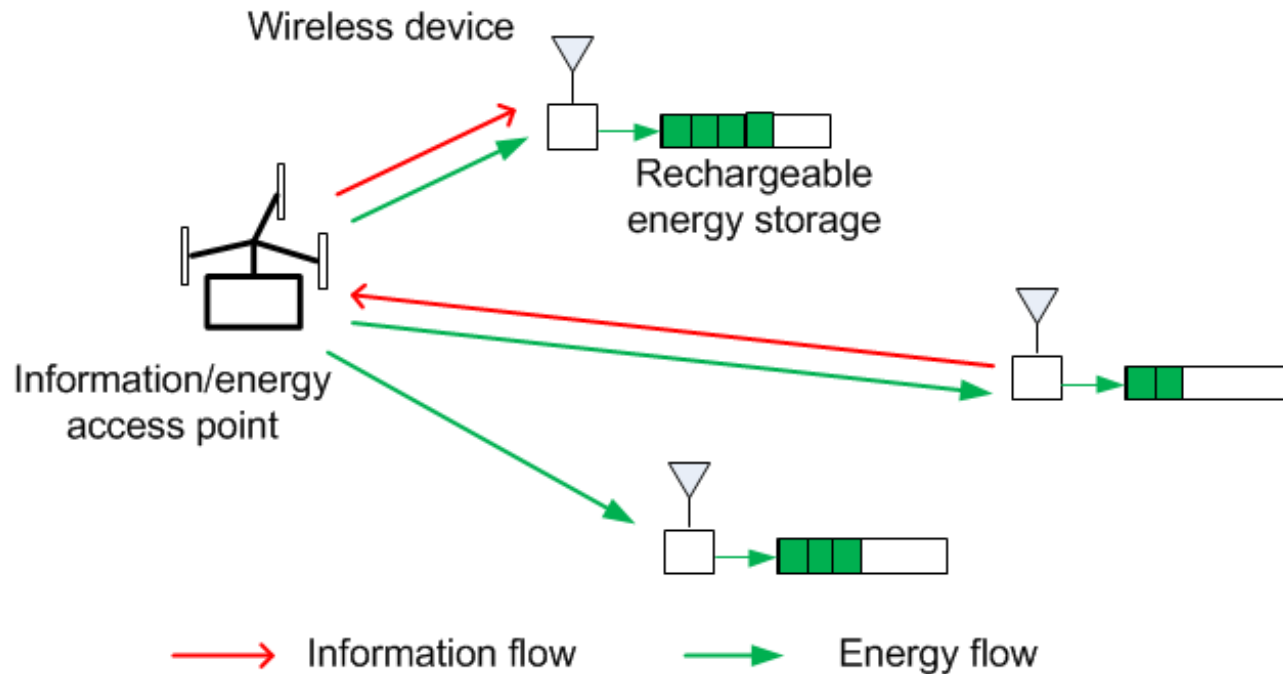 Wireless device
Rechargeable
energy storage
Information/energy
access point
Information flow
Energy flow